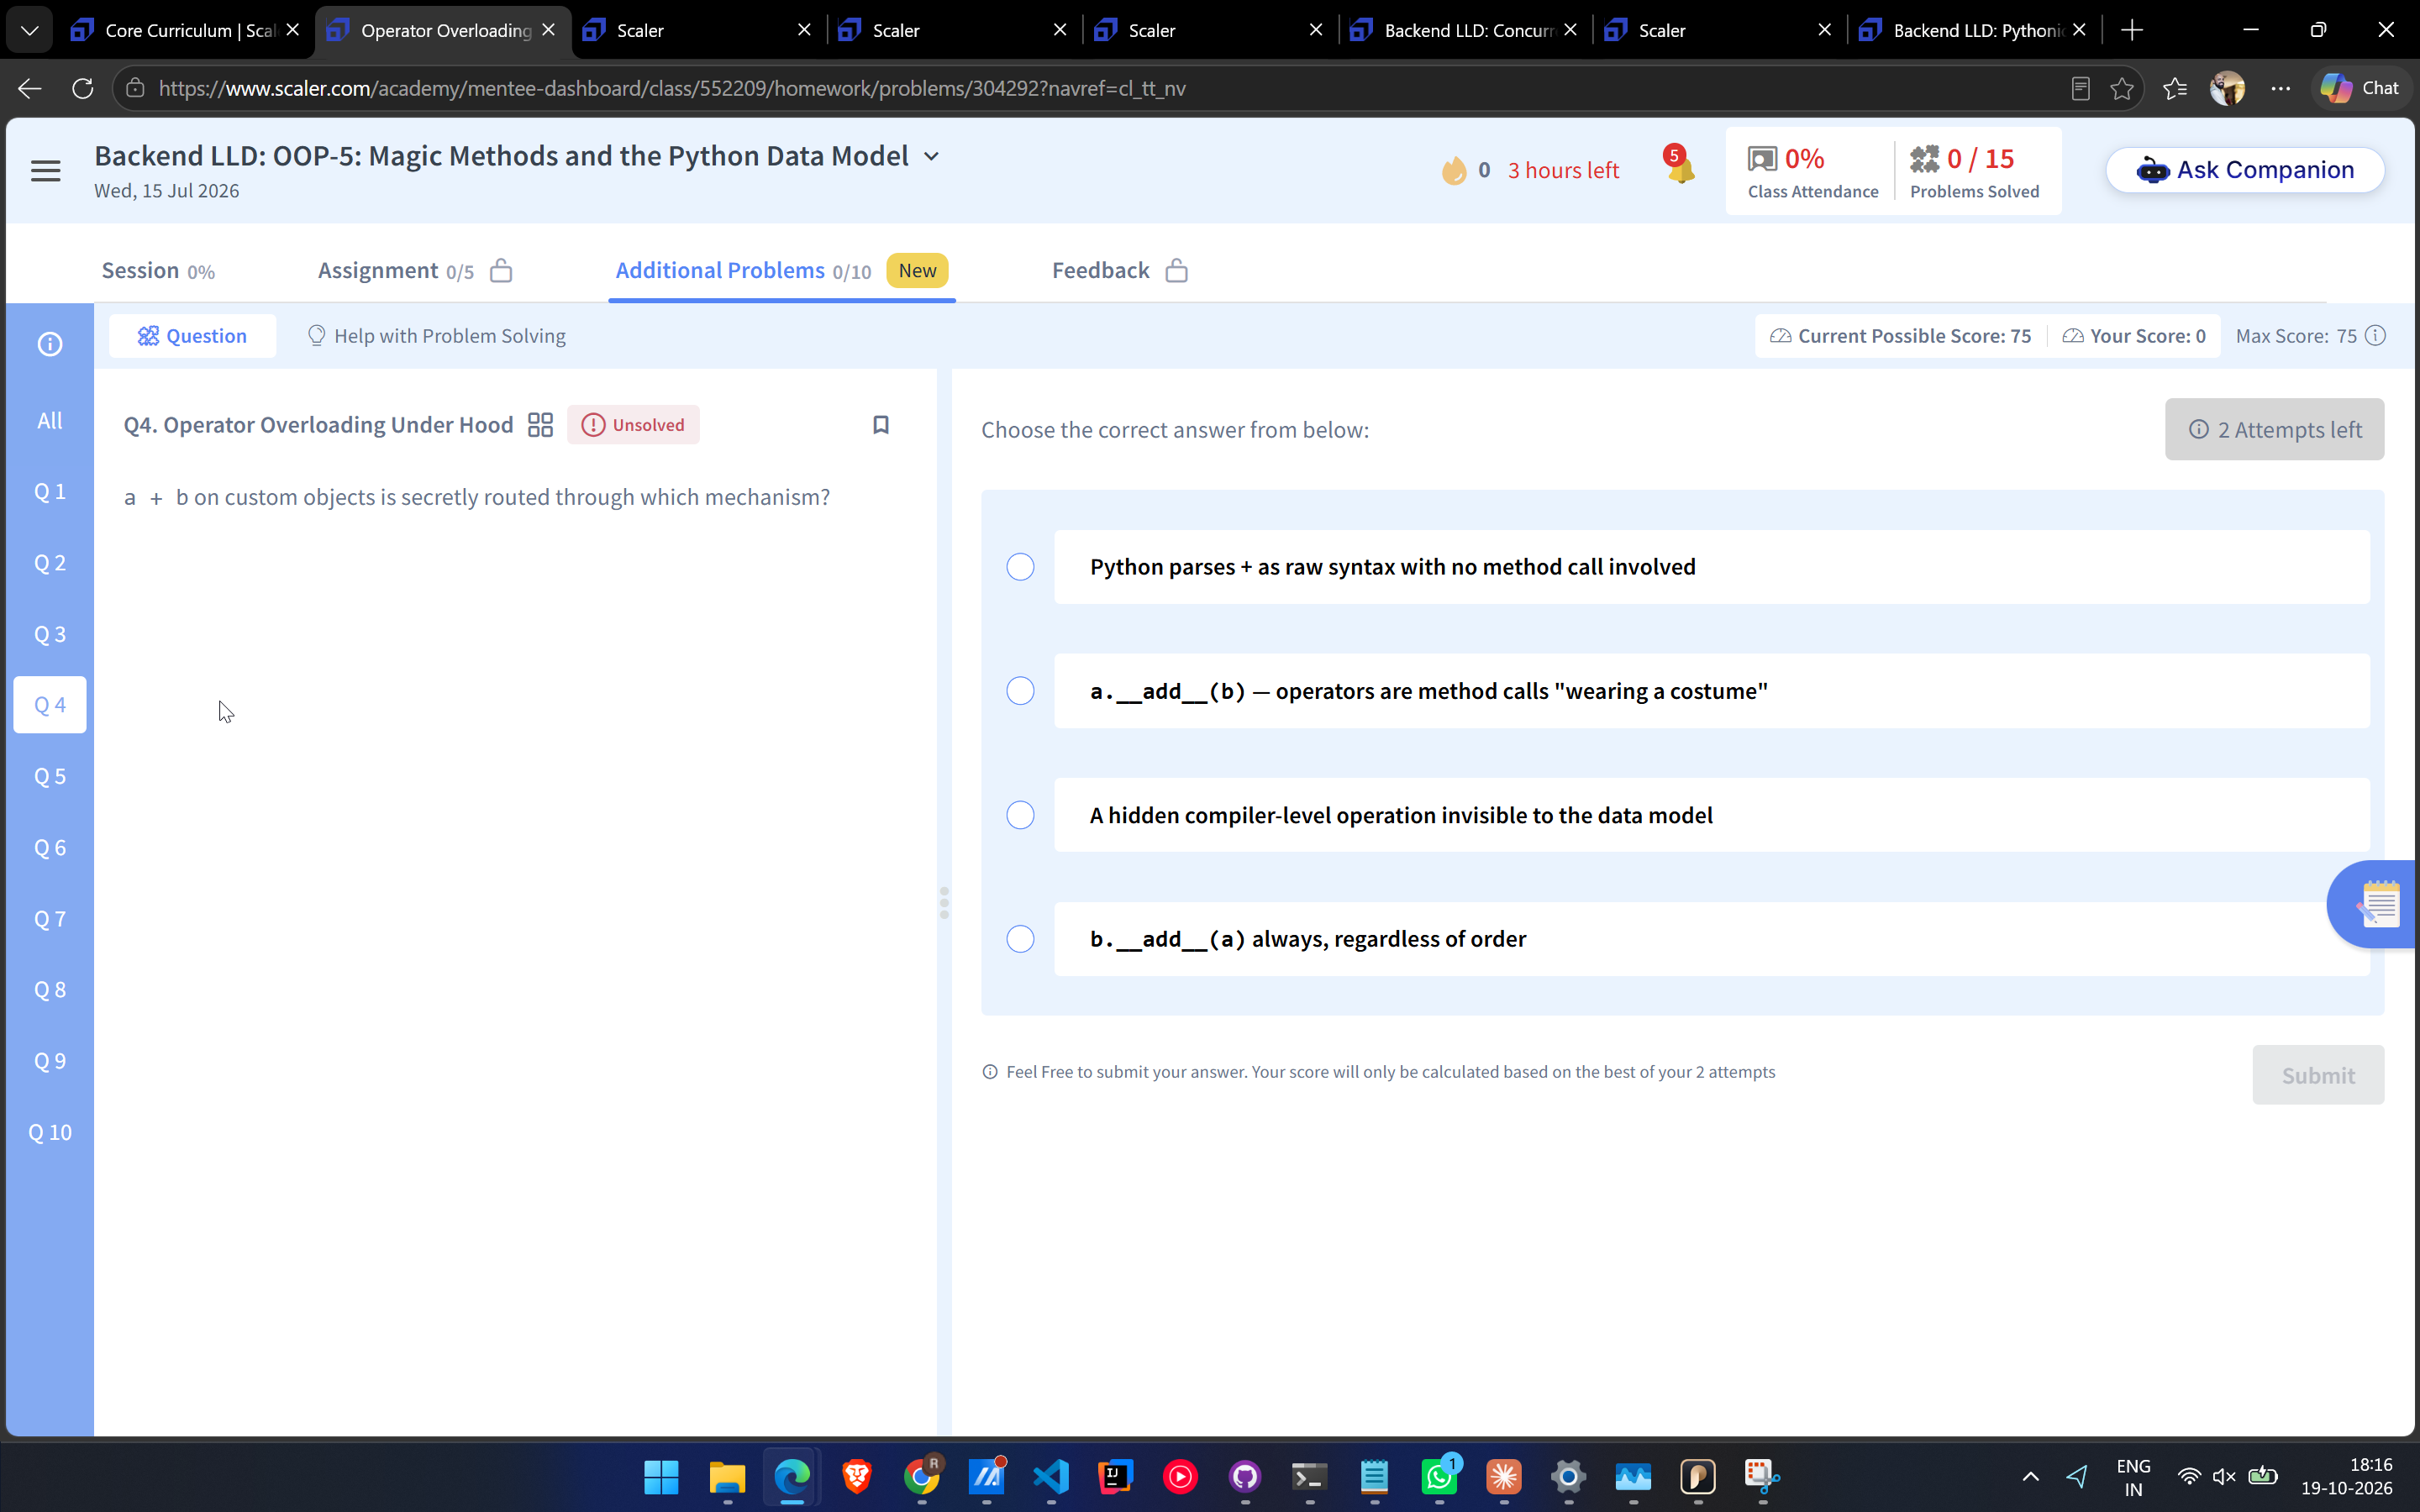 Core Curriculum | Scal
Operator Overloading
Scaler
Scaler
Scaler
Backend LLD: Concurr
Scaler
Backend LLD: Pythonic
https://www.scaler.com/academy/mentee-dashboard/class/552209/homework/problems/304292?navref=cl_tt_nv
Chat
Backend LLD: OOP-5: Magic Methods and the Python Data Model
Wed, 15 Jul 2026
0 3 hours left
5
0%
Class Attendance
0 / 15
Problems Solved
Ask Companion
Session 0%
Assignment 0/5
Additional Problems 0/10 New
Feedback
Question
Help with Problem Solving
Current Possible Score: 75
Your Score: 0
Max Score: 75
All
Q 1
Q 2
Q 3
Q 4
Q 5
Q 6
Q 7
Q 8
Q 9
Q 10
Q4. Operator Overloading Under Hood
Unsolved
a + b on custom objects is secretly routed through which mechanism?
Choose the correct answer from below:
2 Attempts left
Python parses + as raw syntax with no method call involved
a.__add__(b) — operators are method calls "wearing a costume"
A hidden compiler-level operation invisible to the data model
b.__add__(a) always, regardless of order
Feel Free to submit your answer. Your score will only be calculated based on the best of your 2 attempts
Submit
R
IJ
1
ENG
IN
18:16
19-10-2026